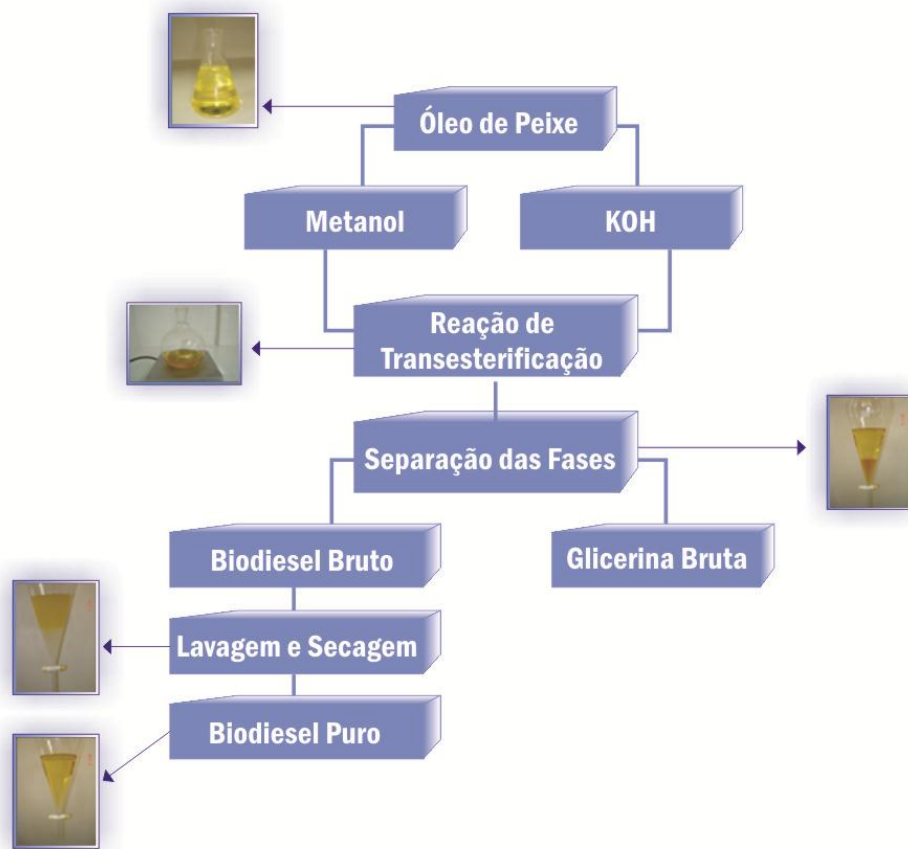 Óleo de Peixe
Metanol
KOH
Reação de
Transesterificação
Separação das Fases
Biodiesel Bruto
Glicerina Bruta
Lavagem e Secagem
Biodiesel Puro